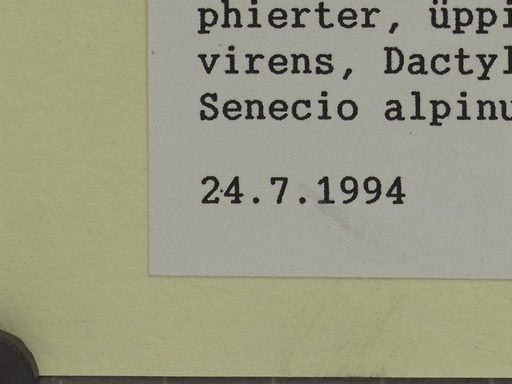 phierter, üppi
virens, Dactyl
Senecio alpinu
24.7.1994